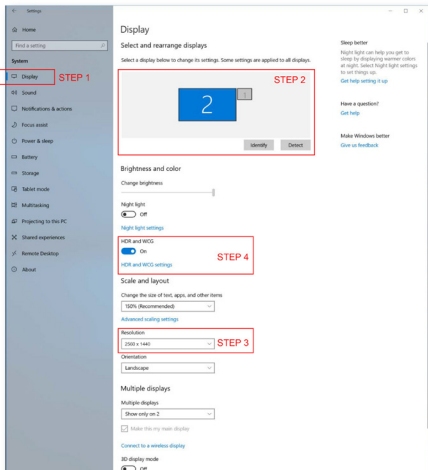 Settings
Home
Find a setting
System
Display
STEP 1
Sound
Notifications & actions
Focus assist
Power & sleep
Battery
Storage
Tablet mode
Multitasking
Projecting to this PC
Shared experiences
Remote Desktop
About
Display
Select and rearrange displays
Select a display below to change its settings. Some settings are applied to all displays.
STEP 2
2
1
Identify
Detect
Brightness and color
Change brightness
Night light
Off
Night light settings
HDR and WCG
On
STEP 4
HDR and WCG settings
Scale and layout
Change the size of text, apps, and other items
100% (Recommended)
Advanced scaling settings
Resolution
2560 x 1440
STEP 3
Orientation
Landscape
Multiple displays
Multiple displays
Show only on 2
Make this my main display
Connect to a wireless display
3D display mode
Off
Sleep better
Night light can help you get to
sleep by displaying warmer colors
at night. Select Night light settings
to set things up.
Get help setting it up
Have a question?
Get help
Make Windows better
Give us feedback